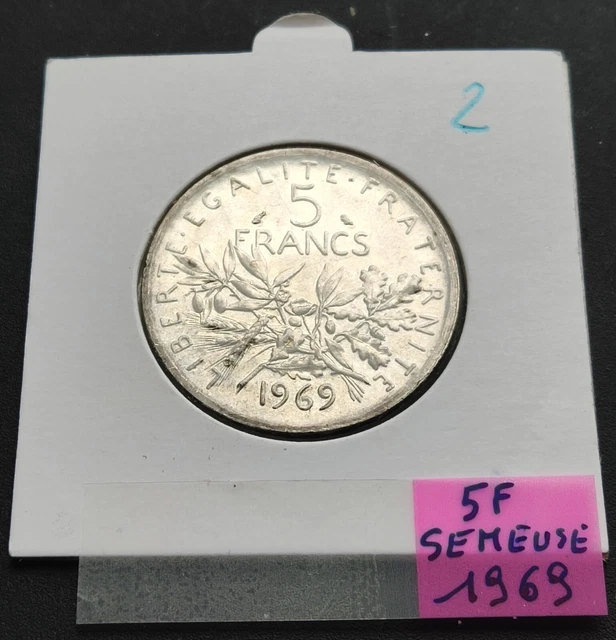 2
LIBERTE·EGALITE·FRATERNITE
5
FRANCS
1969
5F
SEMEUSE
1969